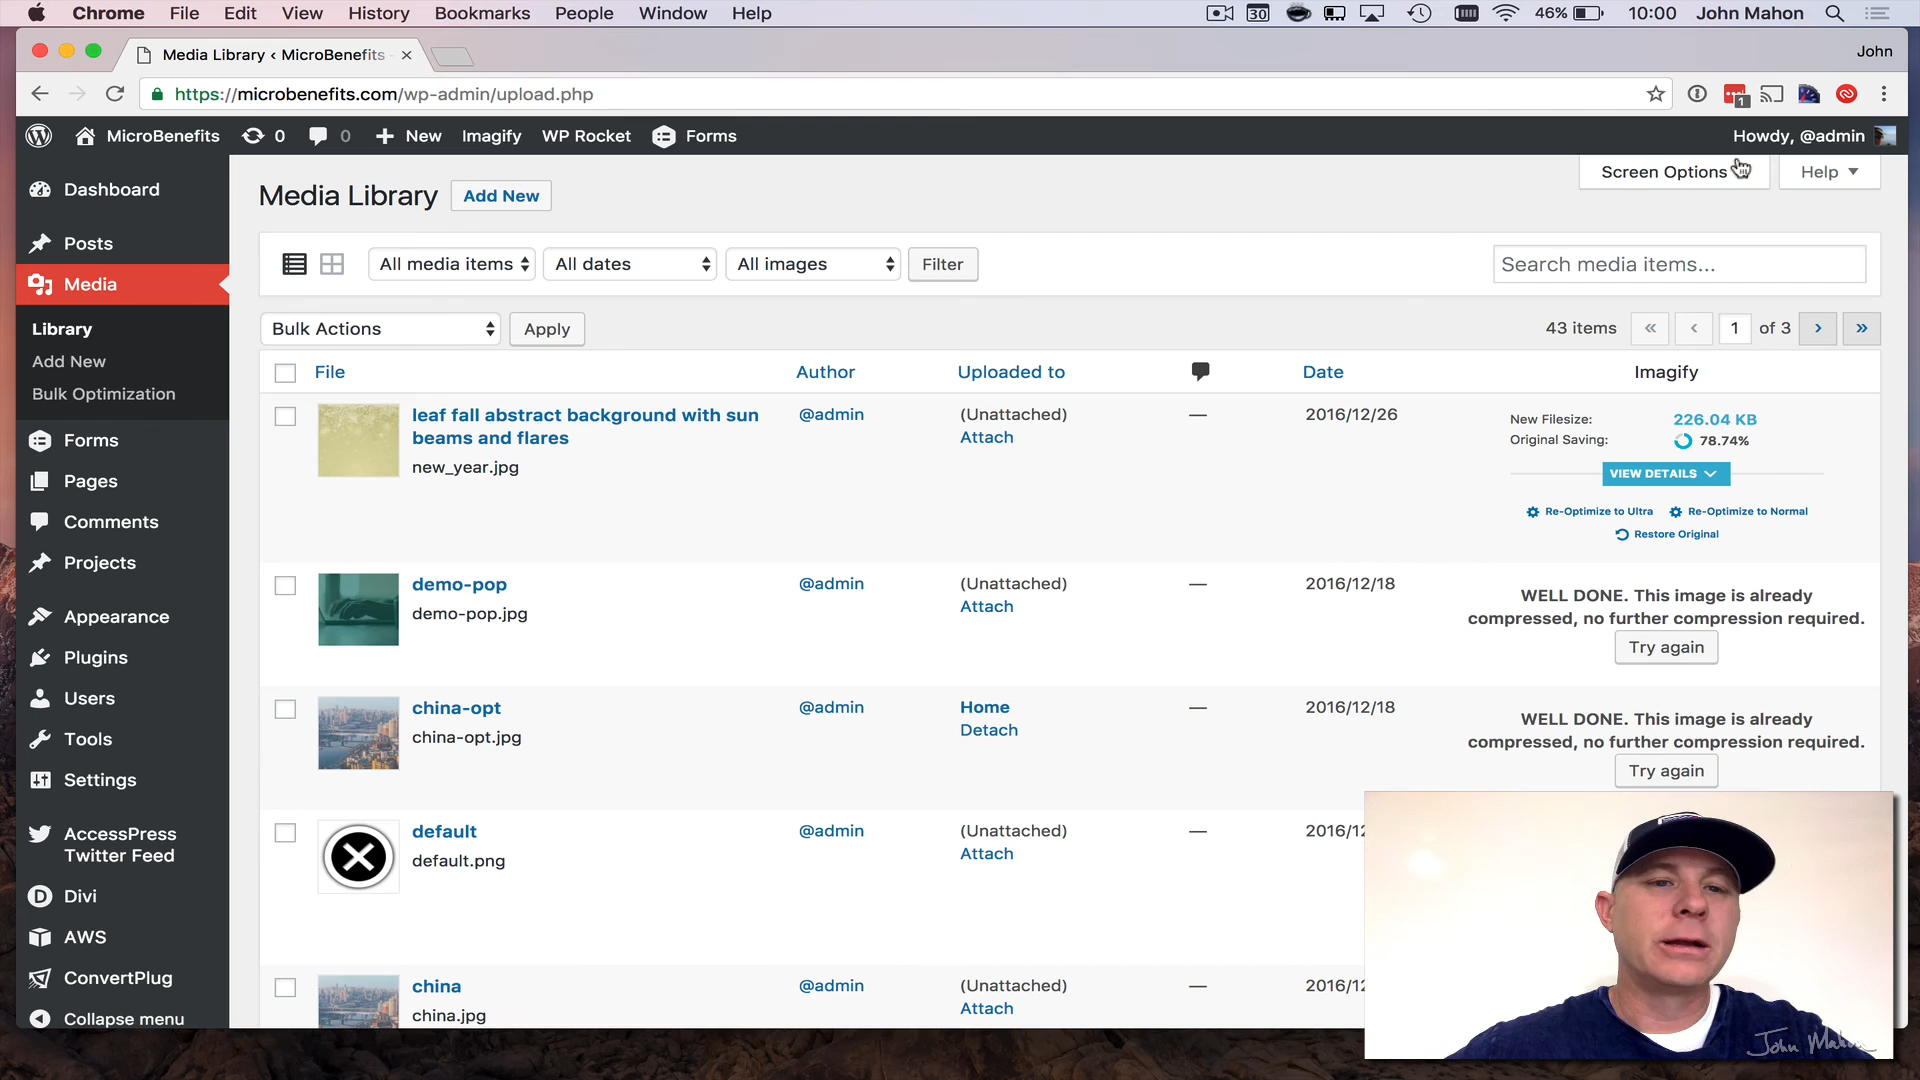 Chrome File Edit View History Bookmarks People Window Help
30 46% 10:00 John Mahon
Media Library ‹ MicroBenefits
John
https://microbenefits.com/wp-admin/upload.php
1
MicroBenefits 0 0 New Imagify WP Rocket Forms
Howdy, @admin
Dashboard
Posts
Media
Library
Add New
Bulk Optimization
Forms
Pages
Comments
Projects
Appearance
Plugins
Users
Tools
Settings
AccessPress
Twitter Feed
Divi
AWS
ConvertPlug
Collapse menu
Screen Options Help
Media Library Add New
All media items All dates All images Filter
Search media items...
Bulk Actions Apply
43 items « ‹ 1 of 3 › »
File Author Uploaded to Date Imagify
leaf fall abstract background with sun
beams and flares
new_year.jpg
@admin
(Unattached)
Attach
—
2016/12/26
New Filesize: 226.04 KB
Original Saving: 78.74%
VIEW DETAILS
Re-Optimize to Ultra Re-Optimize to Normal
Restore Original
demo-pop
demo-pop.jpg
@admin
(Unattached)
Attach
—
2016/12/18
WELL DONE. This image is already
compressed, no further compression required.
Try again
china-opt
china-opt.jpg
@admin
Home
Detach
—
2016/12/18
WELL DONE. This image is already
compressed, no further compression required.
Try again
default
default.png
@admin
(Unattached)
Attach
—
2016/12
china
china.jpg
@admin
(Unattached)
Attach
—
2016/12
John Mahon